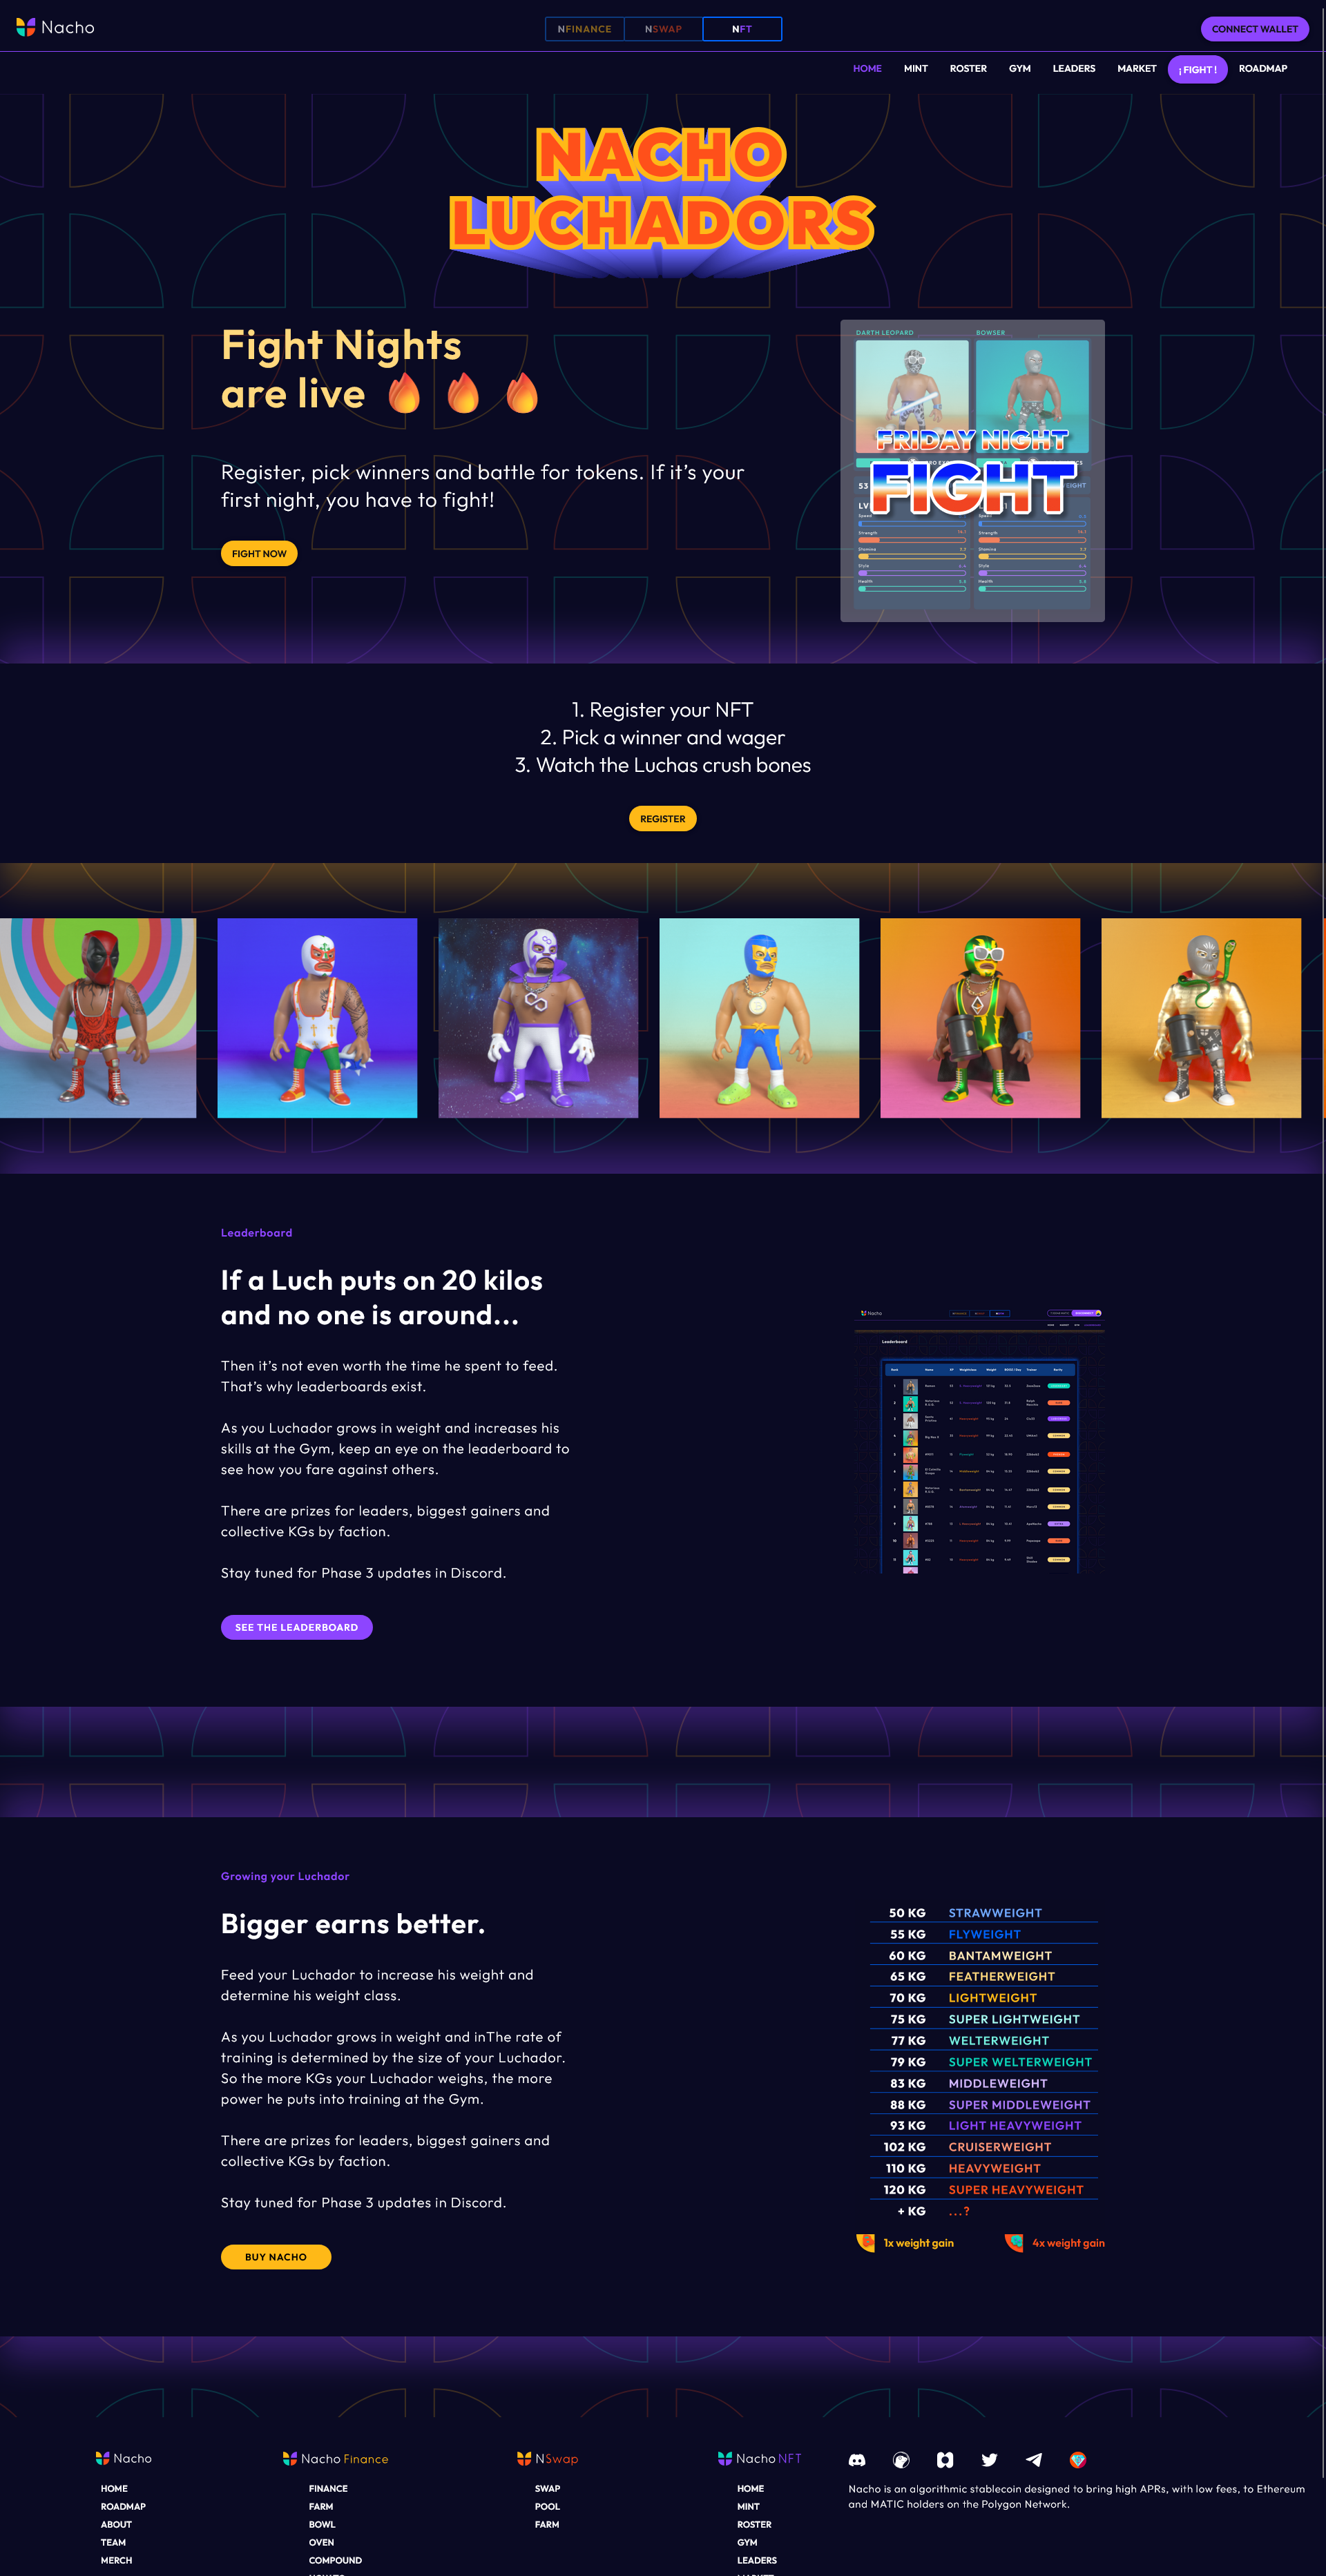 Nacho
NFINANCE NSWAP NFT
CONNECT WALLET
HOME MINT ROSTER GYM LEADERS MARKET ¡ FIGHT ! ROADMAP
NACHO
LUCHADORS
Fight Nights
are live 🔥 🔥 🔥
Register, pick winners and battle for tokens. If it’s your
first night, you have to fight!
FIGHT NOW
DARTH LEOPARD BOWSER
FRIDAY NIGHT
FIGHT
Speed
Strength Strength
Stamina Stamina
Style Style
Health Health
1. Register your NFT
2. Pick a winner and wager
3. Watch the Luchas crush bones
REGISTER
Leaderboard
If a Luch puts on 20 kilos
and no one is around...
Then it’s not even worth the time he spent to feed.
That’s why leaderboards exist.
As you Luchador grows in weight and increases his
skills at the Gym, keep an eye on the leaderboard to
see how you fare against others.
There are prizes for leaders, biggest gainers and
collective KGs by faction.
Stay tuned for Phase 3 updates in Discord.
SEE THE LEADERBOARD
Nacho
Leaderboard
Growing your Luchador
Bigger earns better.
Feed your Luchador to increase his weight and
determine his weight class.
As you Luchador grows in weight and inThe rate of
training is determined by the size of your Luchador.
So the more KGs your Luchador weighs, the more
power he puts into training at the Gym.
There are prizes for leaders, biggest gainers and
collective KGs by faction.
Stay tuned for Phase 3 updates in Discord.
BUY NACHO
50 KG STRAWWEIGHT
55 KG FLYWEIGHT
60 KG BANTAMWEIGHT
65 KG FEATHERWEIGHT
70 KG LIGHTWEIGHT
75 KG SUPER LIGHTWEIGHT
77 KG WELTERWEIGHT
79 KG SUPER WELTERWEIGHT
83 KG MIDDLEWEIGHT
88 KG SUPER MIDDLEWEIGHT
93 KG LIGHT HEAVYWEIGHT
102 KG CRUISERWEIGHT
110 KG HEAVYWEIGHT
120 KG SUPER HEAVYWEIGHT
+ KG ...?
1x weight gain 4x weight gain
Nacho
HOME
ROADMAP
ABOUT
TEAM
MERCH
Nacho Finance
FINANCE
FARM
BOWL
OVEN
COMPOUND
NSwap
SWAP
POOL
FARM
Nacho NFT
HOME
MINT
ROSTER
GYM
LEADERS
Nacho is an algorithmic stablecoin designed to bring high APRs, with low fees, to Ethereum
and MATIC holders on the Polygon Network.